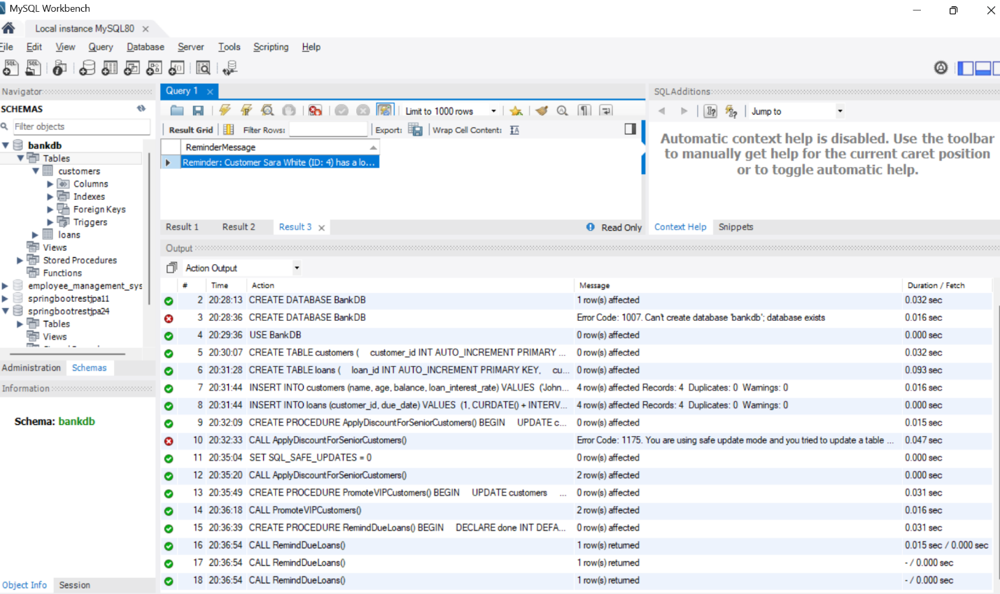 MySQL Workbench
Local instance MySQL80
File Edit View Query Database Server Tools Scripting Help
Navigator
SCHEMAS
Filter objects
bankdb
Tables
customers
Columns
Indexes
Foreign Keys
Triggers
loans
Views
Stored Procedures
Functions
employee_management_sys
springbootrestjpa11
springbootrestjpa24
Tables
Views
Administration Schemas
Information
Schema: bankdb
Object Info Session
Query 1
Limit to 1000 rows
Result Grid Filter Rows: Export: Wrap Cell Content:
ReminderMessage
Reminder: Customer Sara White (ID: 4) has a lo...
Result 1 Result 2 Result 3 Read Only
SQLAdditions
Jump to
Automatic context help is disabled. Use the toolbar
to manually get help for the current caret position
or to toggle automatic help.
Context Help Snippets
Output
Action Output
# Time Action Message Duration / Fetch
2 20:28:13 CREATE DATABASE BankDB 1 row(s) affected 0.032 sec
3 20:28:36 CREATE DATABASE BankDB Error Code: 1007. Can't create database 'bankdb'; database exists 0.016 sec
4 20:29:36 USE BankDB 0 row(s) affected 0.000 sec
5 20:30:07 CREATE TABLE customers ( customer_id INT AUTO_INCREMENT PRIMARY ... 0 row(s) affected 0.032 sec
6 20:31:28 CREATE TABLE loans ( loan_id INT AUTO_INCREMENT PRIMARY KEY, cu... 0 row(s) affected 0.093 sec
7 20:31:44 INSERT INTO customers (name, age, balance, loan_interest_rate) VALUES ('John... 4 row(s) affected Records: 4 Duplicates: 0 Warnings: 0 0.016 sec
8 20:31:44 INSERT INTO loans (customer_id, due_date) VALUES (1, CURDATE() + INTERV... 4 row(s) affected Records: 4 Duplicates: 0 Warnings: 0 0.000 sec
9 20:32:09 CREATE PROCEDURE ApplyDiscountForSeniorCustomers() BEGIN UPDATE c... 0 row(s) affected 0.015 sec
10 20:32:33 CALL ApplyDiscountForSeniorCustomers() Error Code: 1175. You are using safe update mode and you tried to update a table ... 0.047 sec
11 20:35:04 SET SQL_SAFE_UPDATES = 0 0 row(s) affected 0.000 sec
12 20:35:20 CALL ApplyDiscountForSeniorCustomers() 2 row(s) affected 0.000 sec
13 20:35:49 CREATE PROCEDURE PromoteVIPCustomers() BEGIN UPDATE customers ... 0 row(s) affected 0.031 sec
14 20:36:18 CALL PromoteVIPCustomers() 2 row(s) affected 0.016 sec
15 20:36:39 CREATE PROCEDURE RemindDueLoans() BEGIN DECLARE done INT DEFA... 0 row(s) affected 0.031 sec
16 20:36:54 CALL RemindDueLoans() 1 row(s) returned 0.015 sec / 0.000 sec
17 20:36:54 CALL RemindDueLoans() 1 row(s) returned - / 0.000 sec
18 20:36:54 CALL RemindDueLoans() 1 row(s) returned - / 0.000 sec